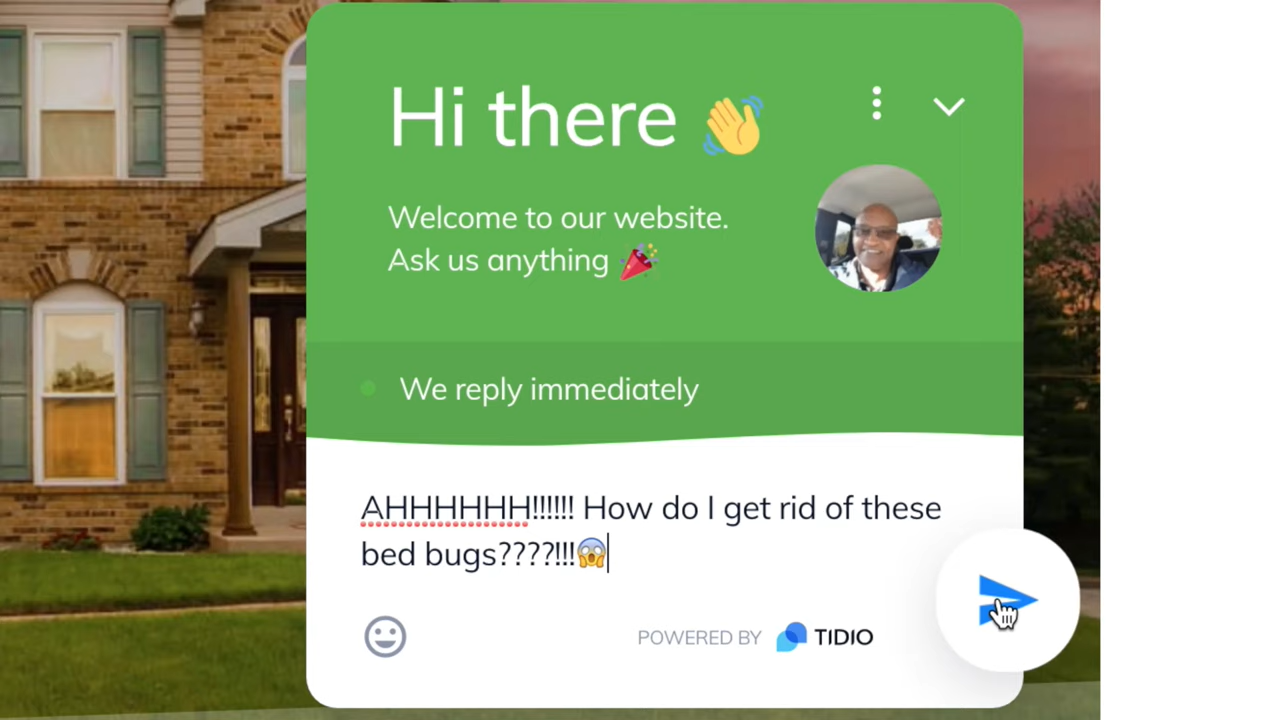 Hi there 👋
Welcome to our website.
Ask us anything 🎉
We reply immediately
AHHHHHH!!!!!! How do I get rid of these
bed bugs????!!!😱
POWERED BY TIDIO